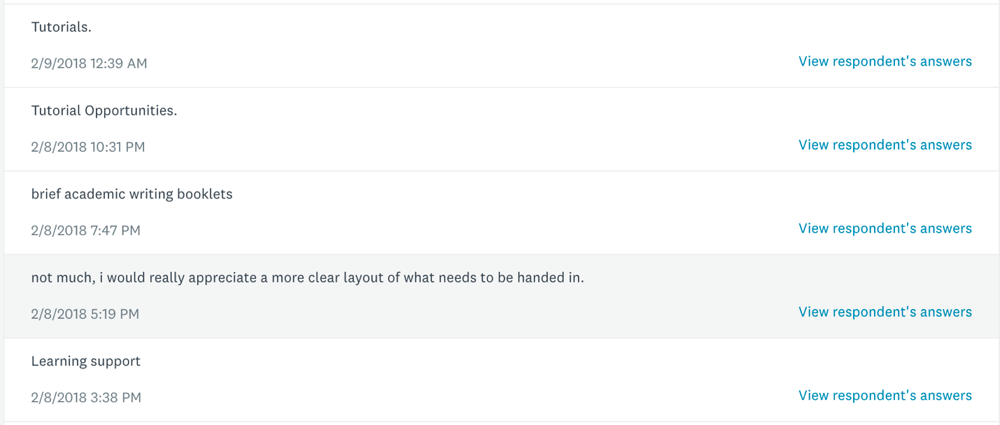 Tutorials.
2/9/2018 12:39 AM
View respondent's answers
Tutorial Opportunities.
2/8/2018 10:31 PM
View respondent's answers
brief academic writing booklets
2/8/2018 7:47 PM
View respondent's answers
not much, i would really appreciate a more clear layout of what needs to be handed in.
2/8/2018 5:19 PM
View respondent's answers
Learning support
2/8/2018 3:38 PM
View respondent's answers